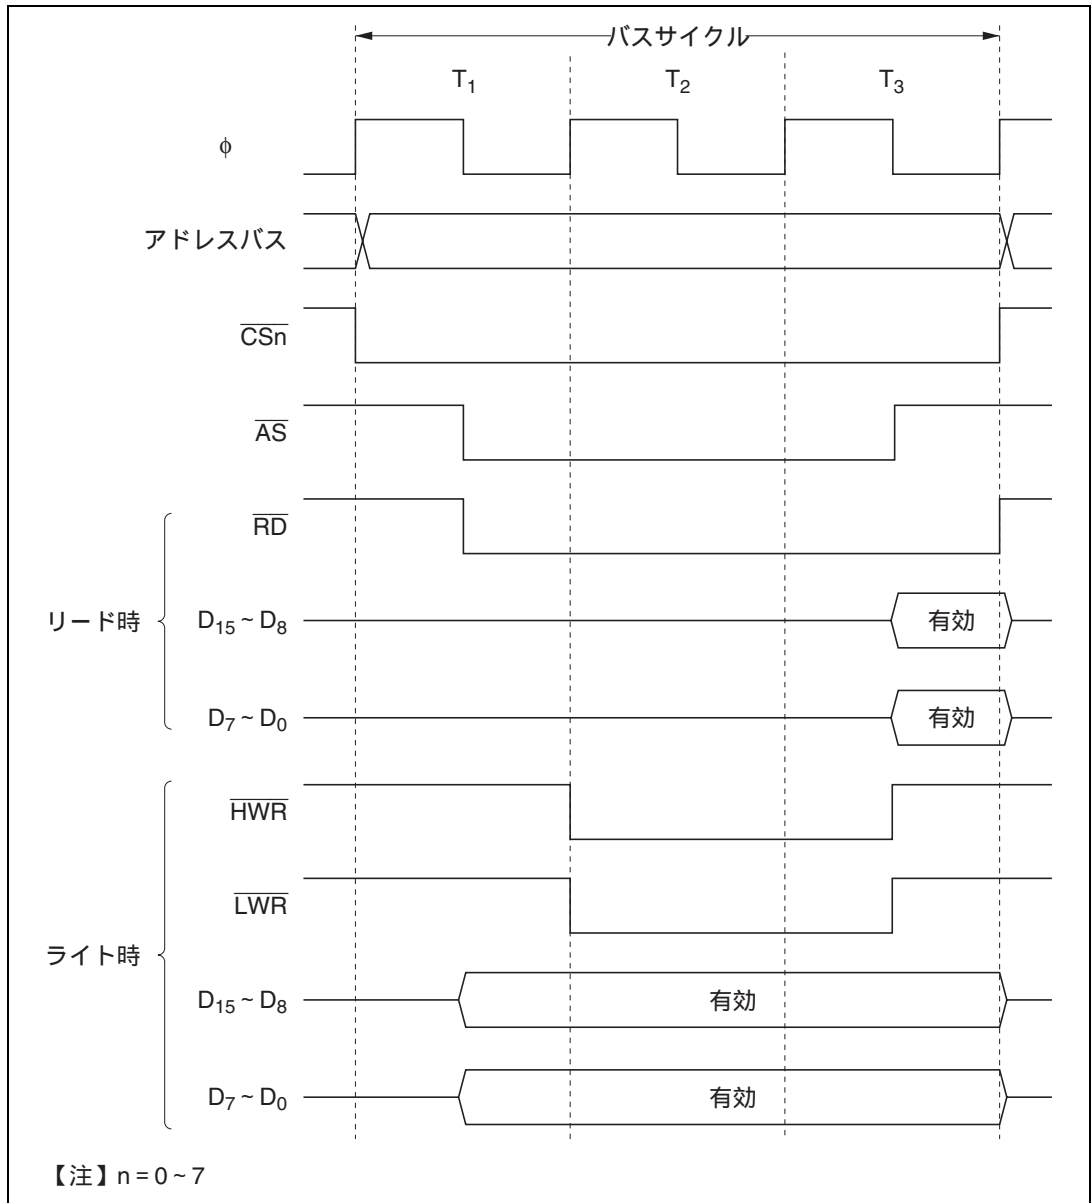 バスサイクル
T1 T2 T3
φ
アドレスバス
CSn
AS
RD
リード時
D15 ~ D8 有効
D7 ~ D0 有効
HWR
LWR
ライト時
D15 ~ D8 有効
D7 ~ D0 有効
【注】n = 0 ~ 7